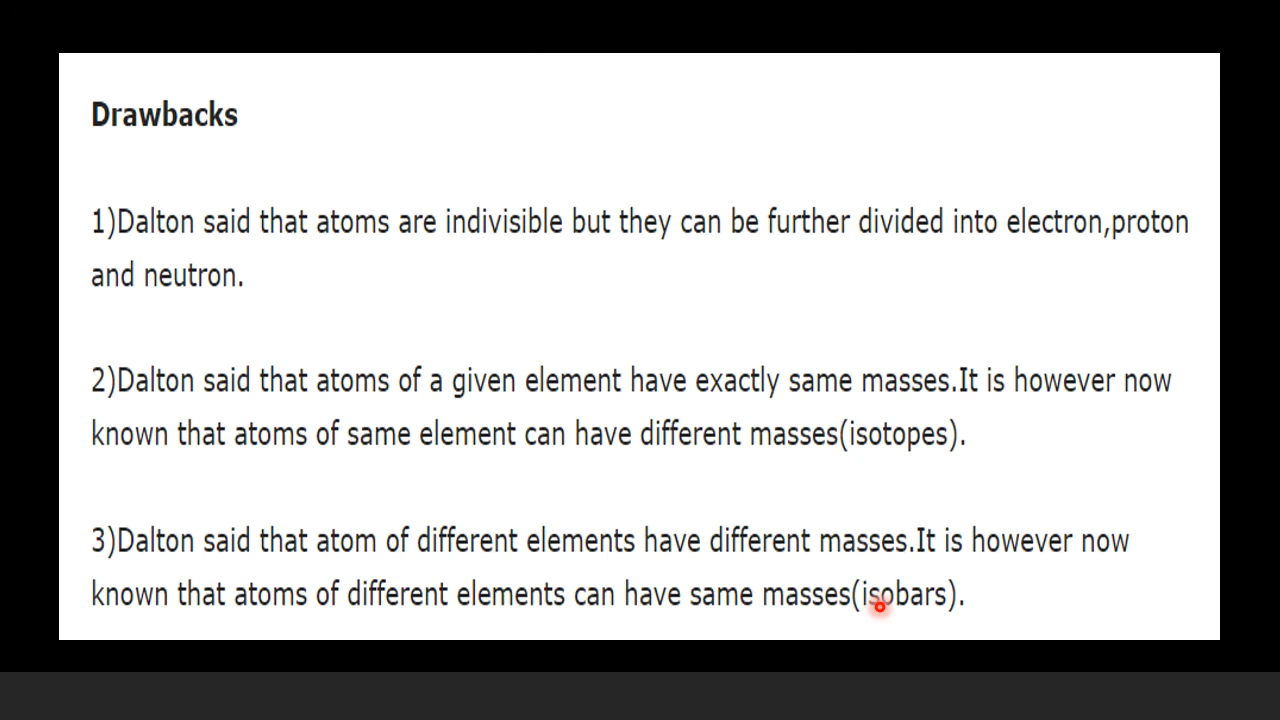 Drawbacks
1)Dalton said that atoms are indivisible but they can be further divided into electron,proton
and neutron.
2)Dalton said that atoms of a given element have exactly same masses.It is however now
known that atoms of same element can have different masses(isotopes).
3)Dalton said that atom of different elements have different masses.It is however now
known that atoms of different elements can have same masses(isobars).